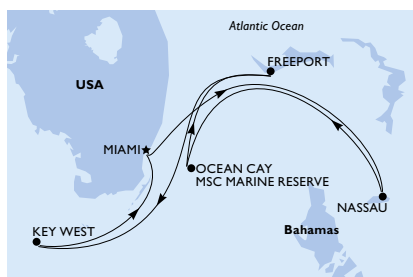 Atlantic Ocean
FREEPORT
USA
MIAMI
OCEAN CAY
MSC MARINE RESERVE
NASSAU
KEY WEST
Bahamas